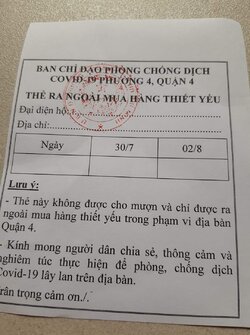 BAN CHỈ ĐẠO PHÒNG CHỐNG DỊCH
COVID-19 PHƯỜNG 4, QUẬN 4
THẺ RA NGOÀI MUA HÀNG THIẾT YẾU
Đại diện hộ:
Địa chỉ:
Ngày 30/7 02/8
Lưu ý:
- Thẻ này không được cho mượn và chỉ được ra
ngoài mua hàng thiết yếu trong phạm vi địa bàn
Quận 4.
- Kính mong người dân chia sẻ, thông cảm và
nghiêm túc thực hiện để phòng, chống dịch
Covid-19 lây lan trên địa bàn.
Trân trọng cảm ơn./.